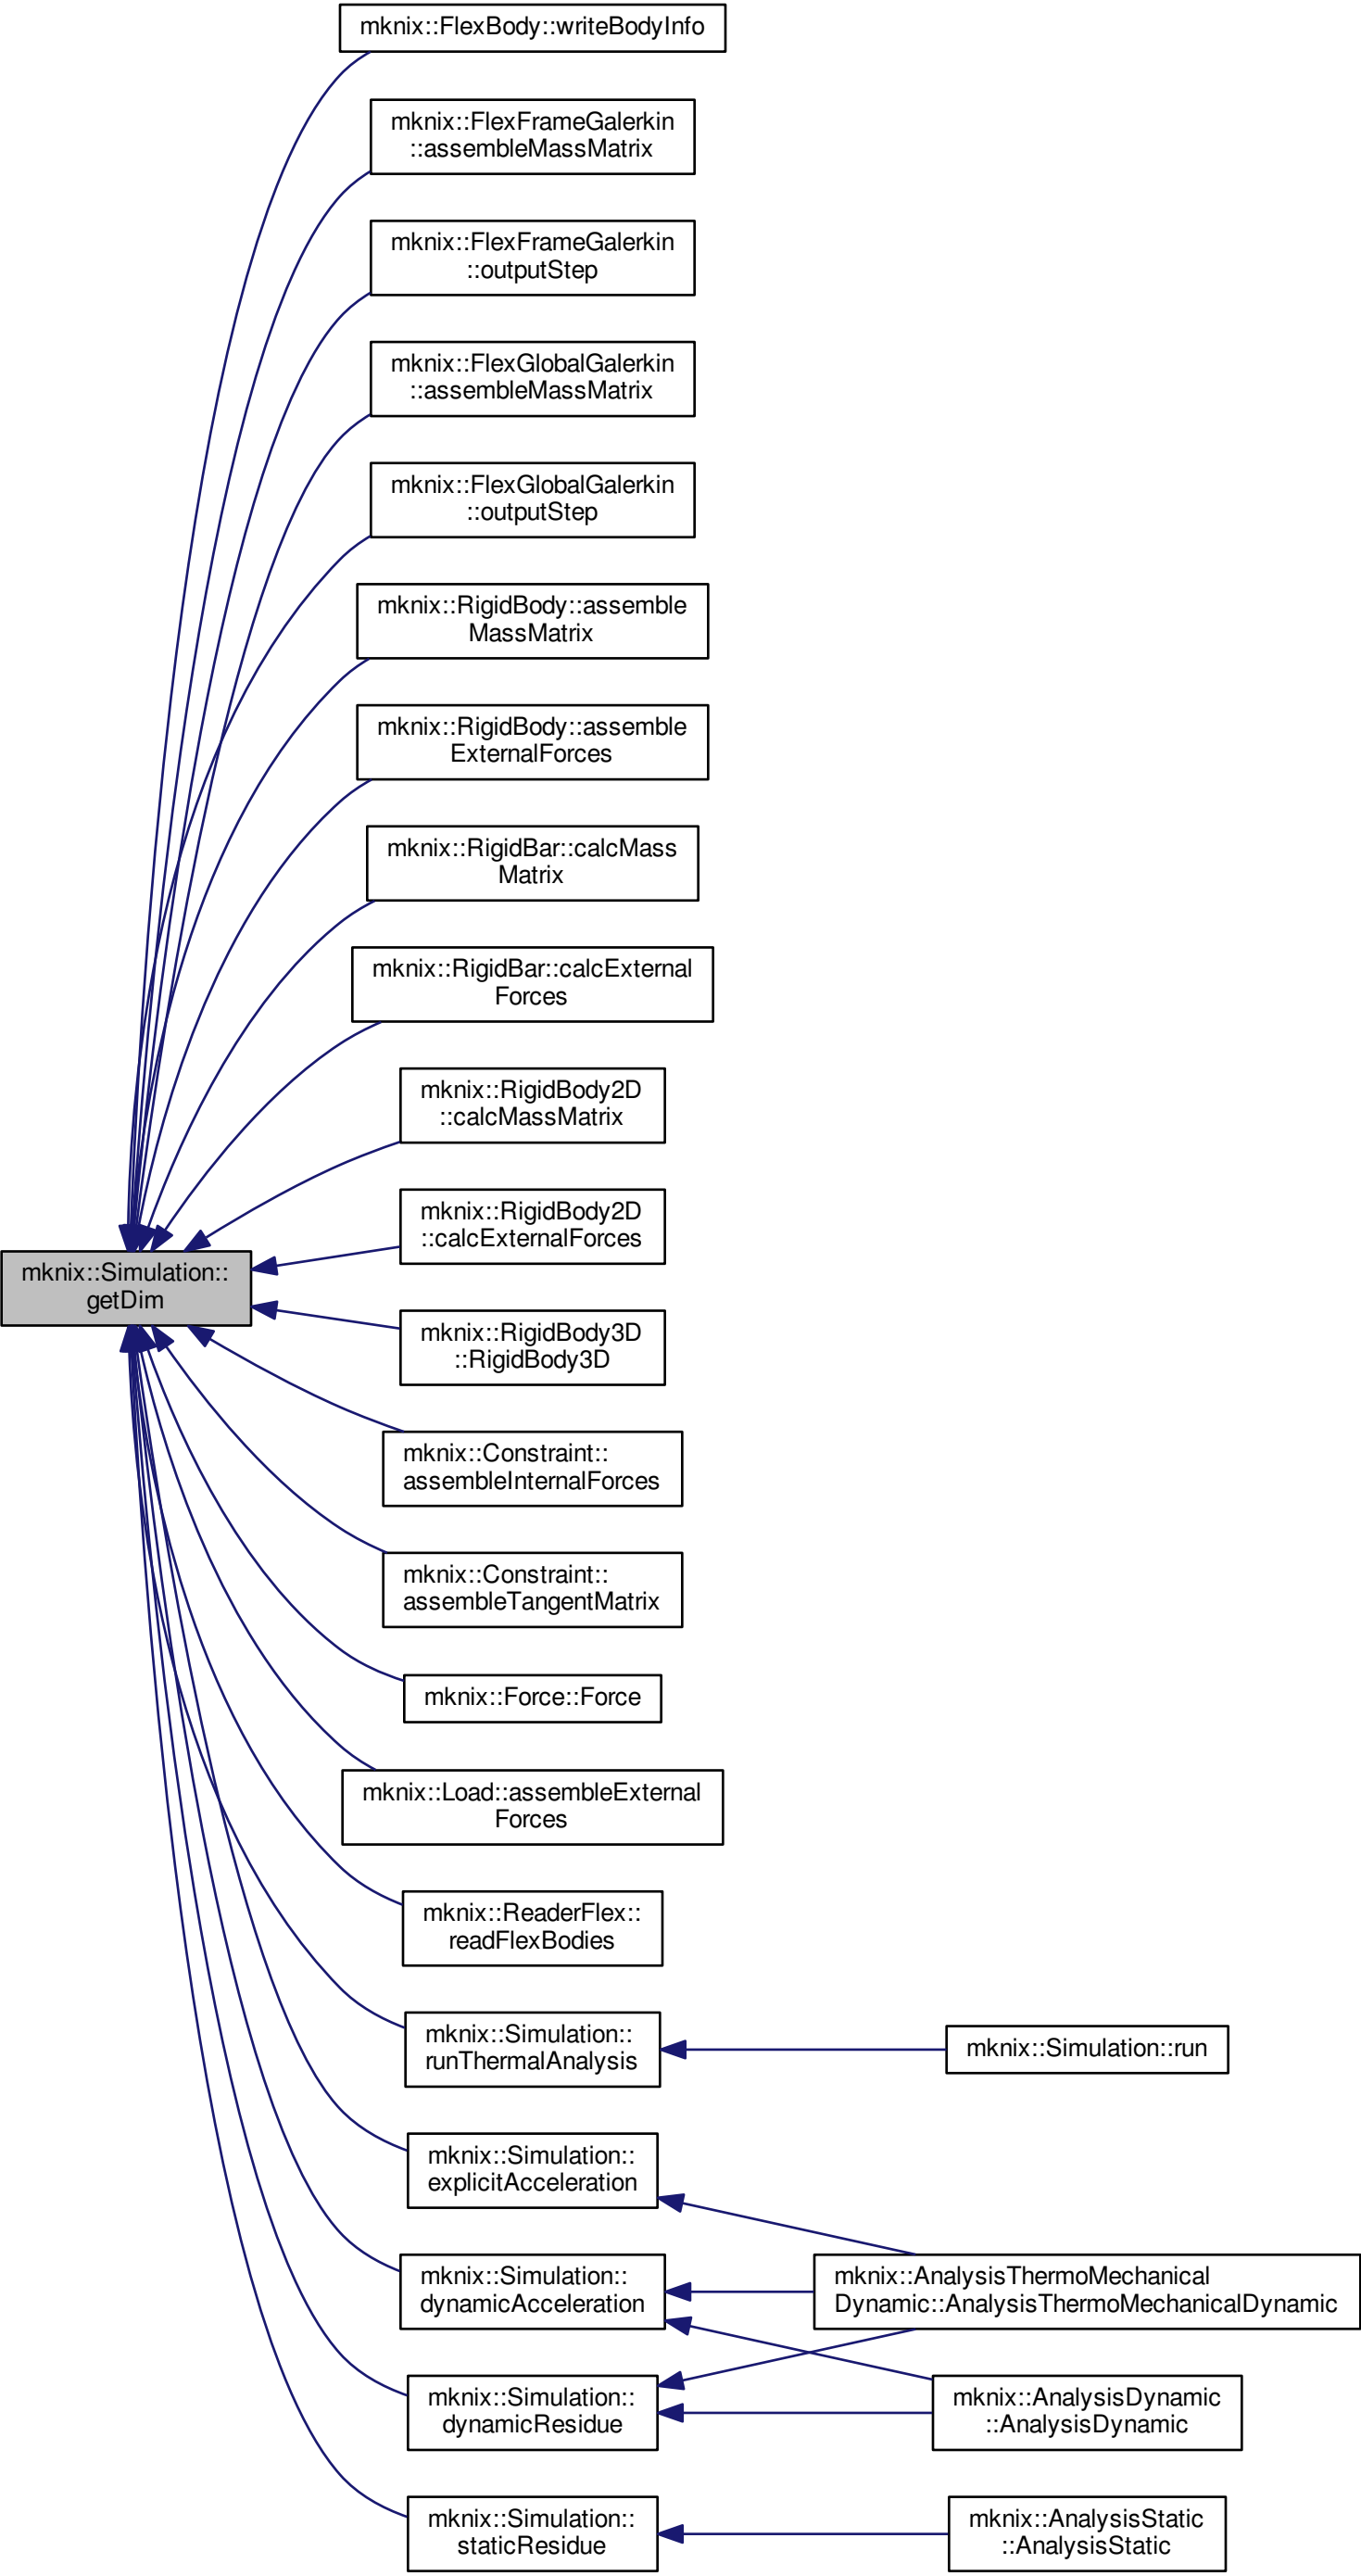 mknix::FlexBody::writeBodyInfo
mknix::FlexFrameGalerkin
::assembleMassMatrix
mknix::FlexFrameGalerkin
::outputStep
mknix::FlexGlobalGalerkin
::assembleMassMatrix
mknix::FlexGlobalGalerkin
::outputStep
mknix::RigidBody::assemble
MassMatrix
mknix::RigidBody::assemble
ExternalForces
mknix::RigidBar::calcMass
Matrix
mknix::RigidBar::calcExternal
Forces
mknix::RigidBody2D
::calcMassMatrix
mknix::RigidBody2D
::calcExternalForces
mknix::Simulation::
getDim
mknix::RigidBody3D
::RigidBody3D
mknix::Constraint::
assembleInternalForces
mknix::Constraint::
assembleTangentMatrix
mknix::Force::Force
mknix::Load::assembleExternal
Forces
mknix::ReaderFlex::
readFlexBodies
mknix::Simulation::
runThermalAnalysis
mknix::Simulation::run
mknix::Simulation::
explicitAcceleration
mknix::Simulation::
dynamicAcceleration
mknix::AnalysisThermoMechanical
Dynamic::AnalysisThermoMechanicalDynamic
mknix::Simulation::
dynamicResidue
mknix::AnalysisDynamic
::AnalysisDynamic
mknix::Simulation::
staticResidue
mknix::AnalysisStatic
::AnalysisStatic